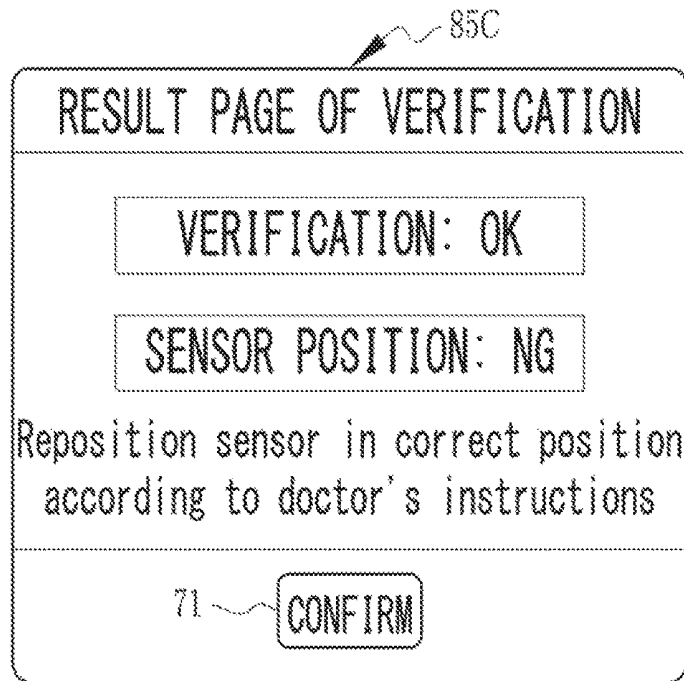 85C
RESULT PAGE OF VERIFICATION
VERIFICATION: OK
SENSOR POSITION: NG
Reposition sensor in correct position
according to doctor's instructions
71 CONFIRM